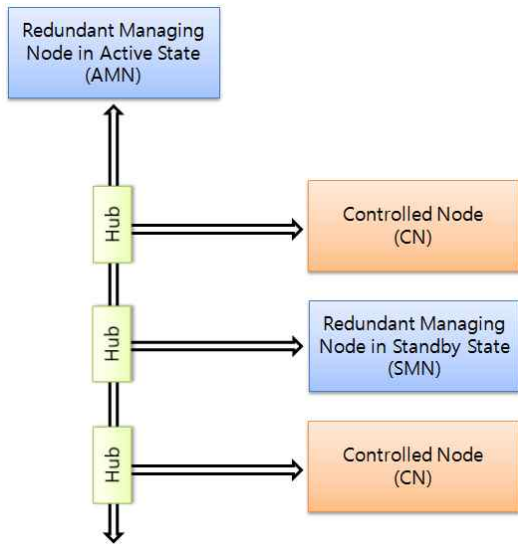 Redundant Managing
Node in Active State
(AMN)
Hub
Controlled Node
(CN)
Hub
Redundant Managing
Node in Standby State
(SMN)
Hub
Controlled Node
(CN)